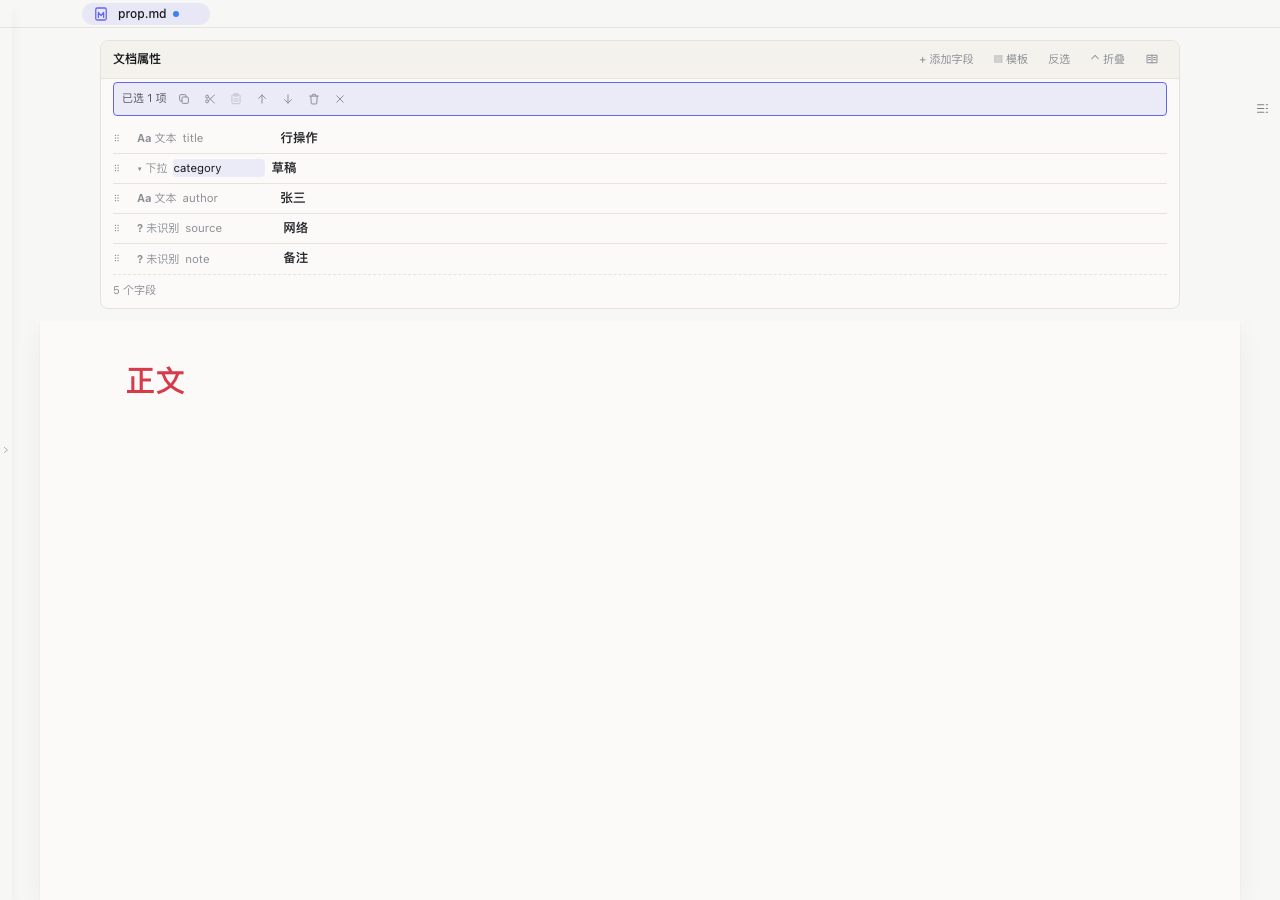 prop.md
文档属性
+ 添加字段 模板 反选 折叠
已选 1 项
Aa 文本 title 行操作
下拉 category 草稿
Aa 文本 author 张三
? 未识别 source 网络
? 未识别 note 备注
5 个字段
正文